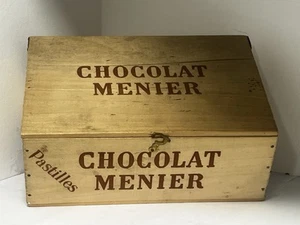 CHOCOLAT
MENIER
Pastilles
CHOCOLAT
MENIER